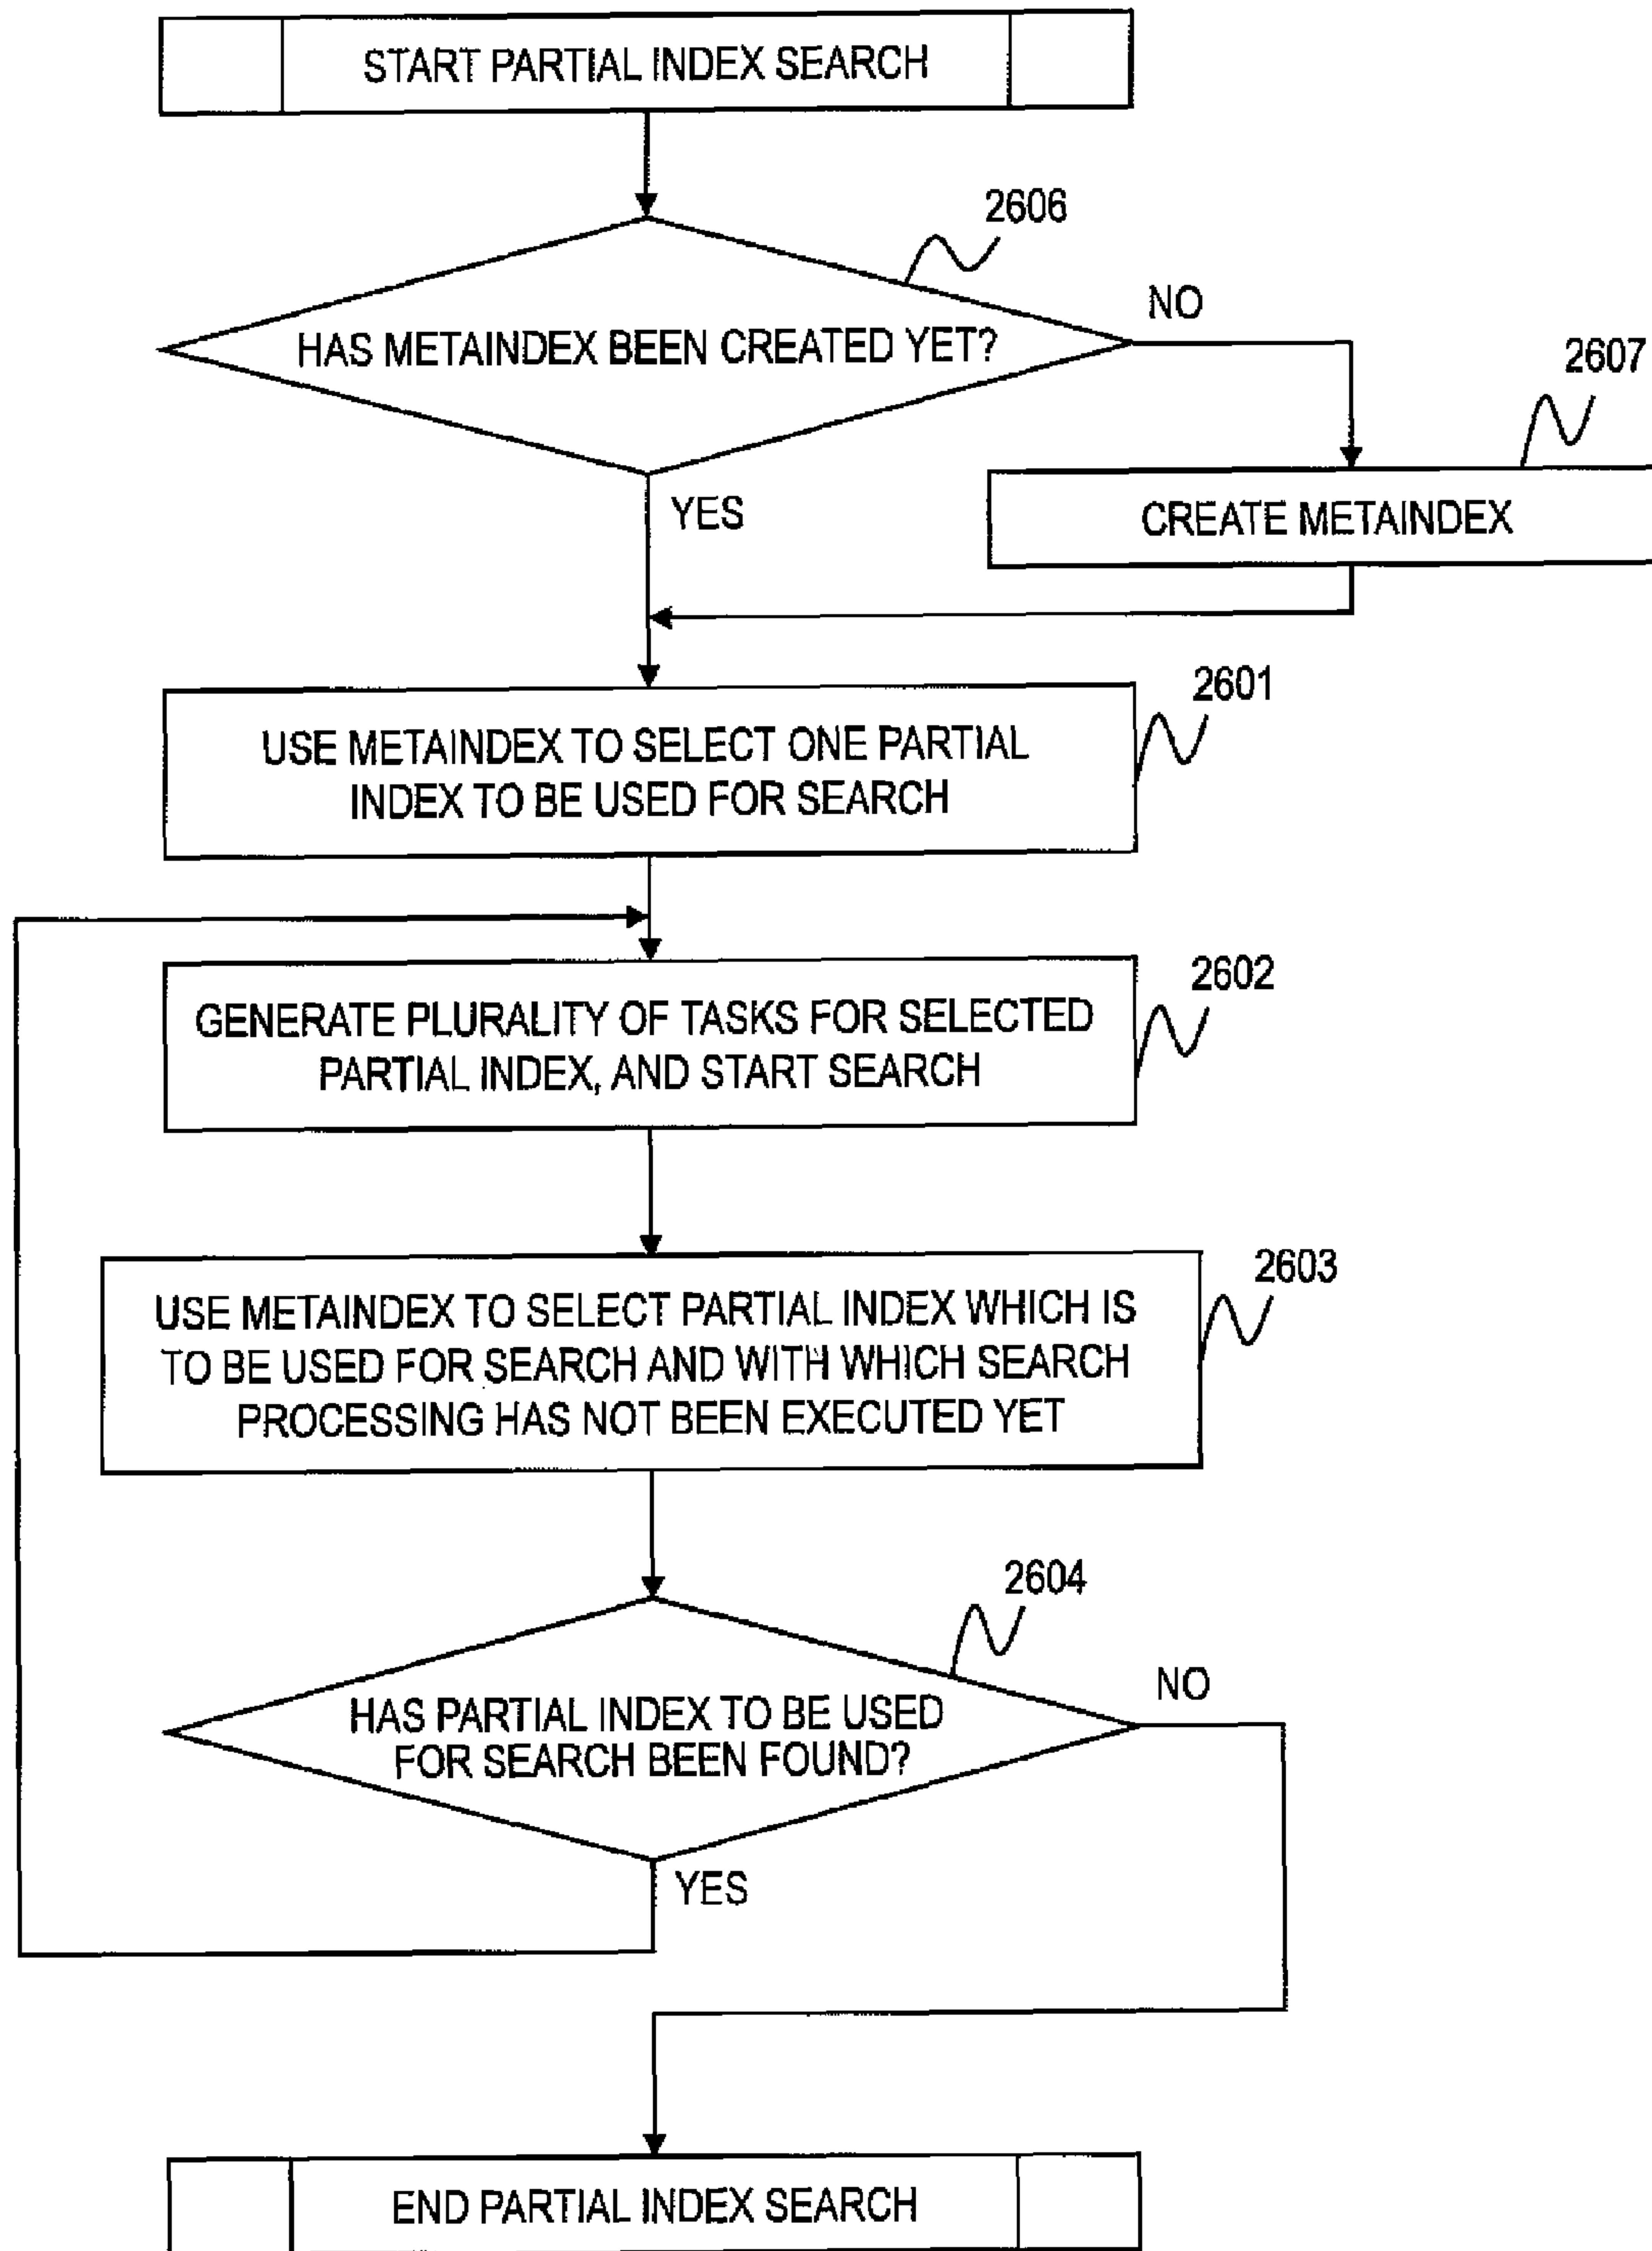 START PARTIAL INDEX SEARCH
2606
HAS METAINDEX BEEN CREATED YET?
NO
2607
YES
CREATE METAINDEX
2601
USE METAINDEX TO SELECT ONE PARTIAL
INDEX TO BE USED FOR SEARCH
2602
GENERATE PLURALITY OF TASKS FOR SELECTED
PARTIAL INDEX, AND START SEARCH
2603
USE METAINDEX TO SELECT PARTIAL INDEX WHICH IS
TO BE USED FOR SEARCH AND WITH WHICH SEARCH
PROCESSING HAS NOT BEEN EXECUTED YET
2604
NO
HAS PARTIAL INDEX TO BE USED
FOR SEARCH BEEN FOUND?
YES
END PARTIAL INDEX SEARCH